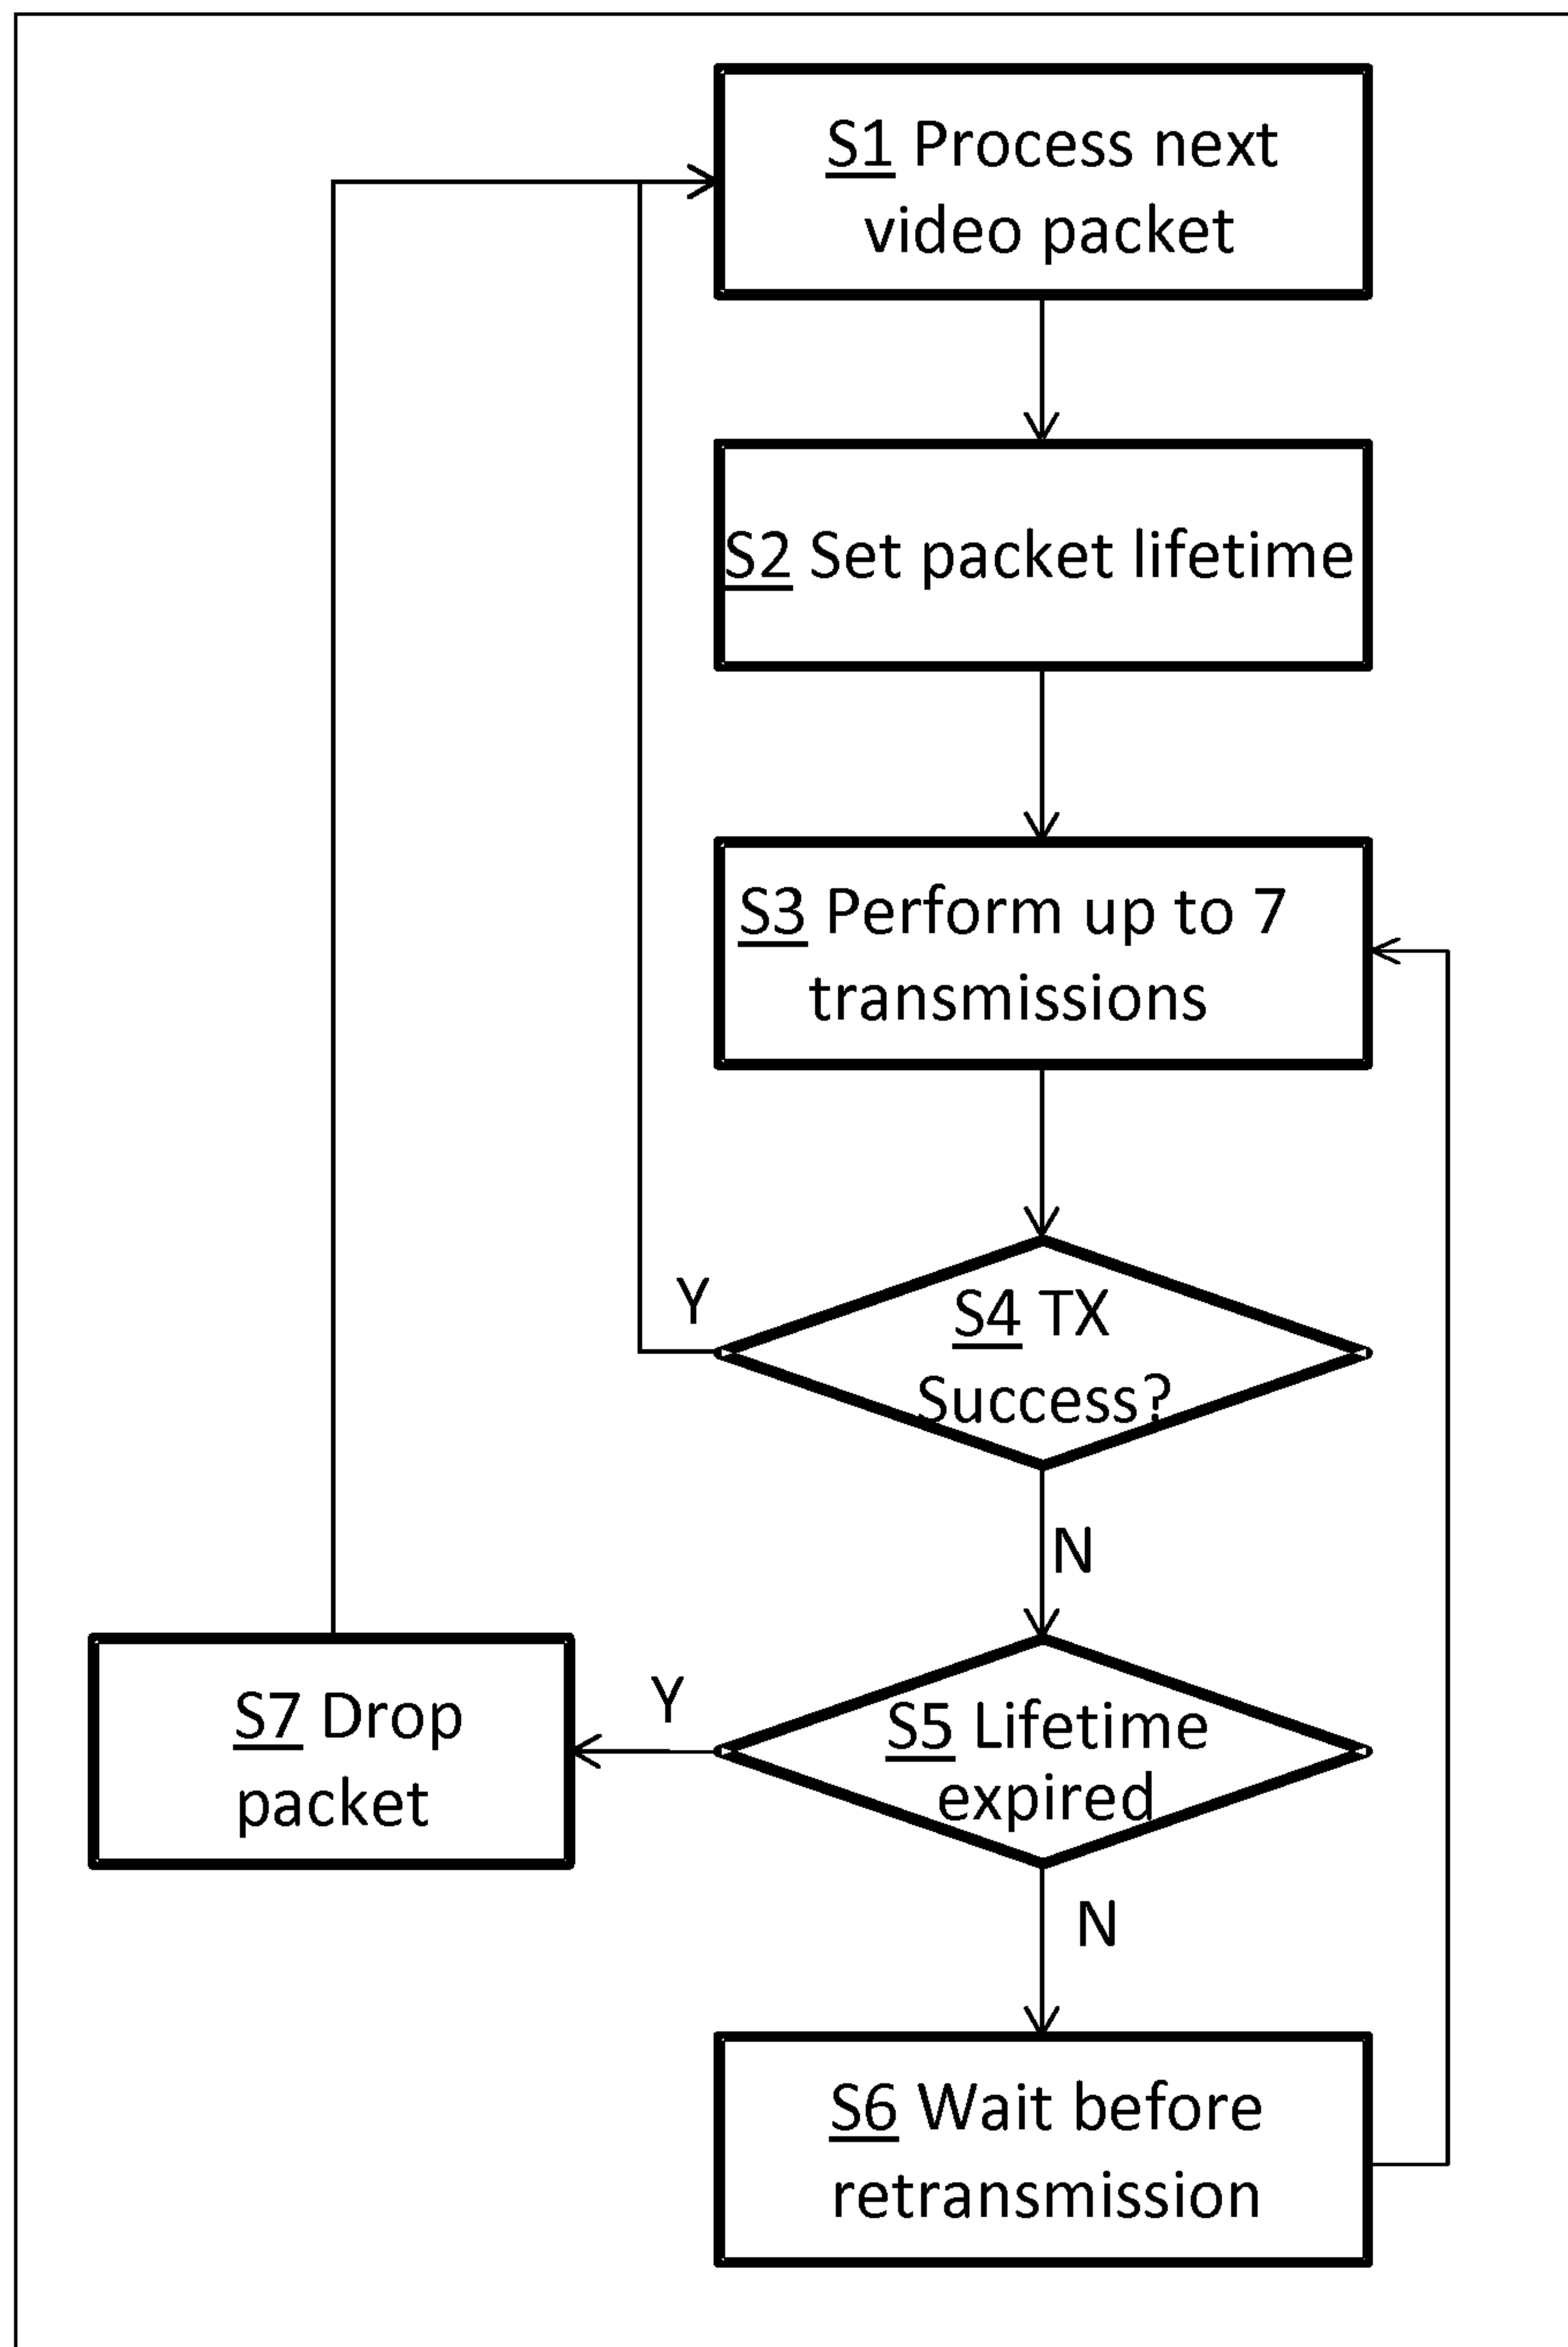 S1 Process next
video packet
S2 Set packet lifetime
S3 Perform up to 7
transmissions
Y
S4 TX
Success?
N
S7 Drop
packet
Y
S5 Lifetime
expired
N
S6 Wait before
retransmission